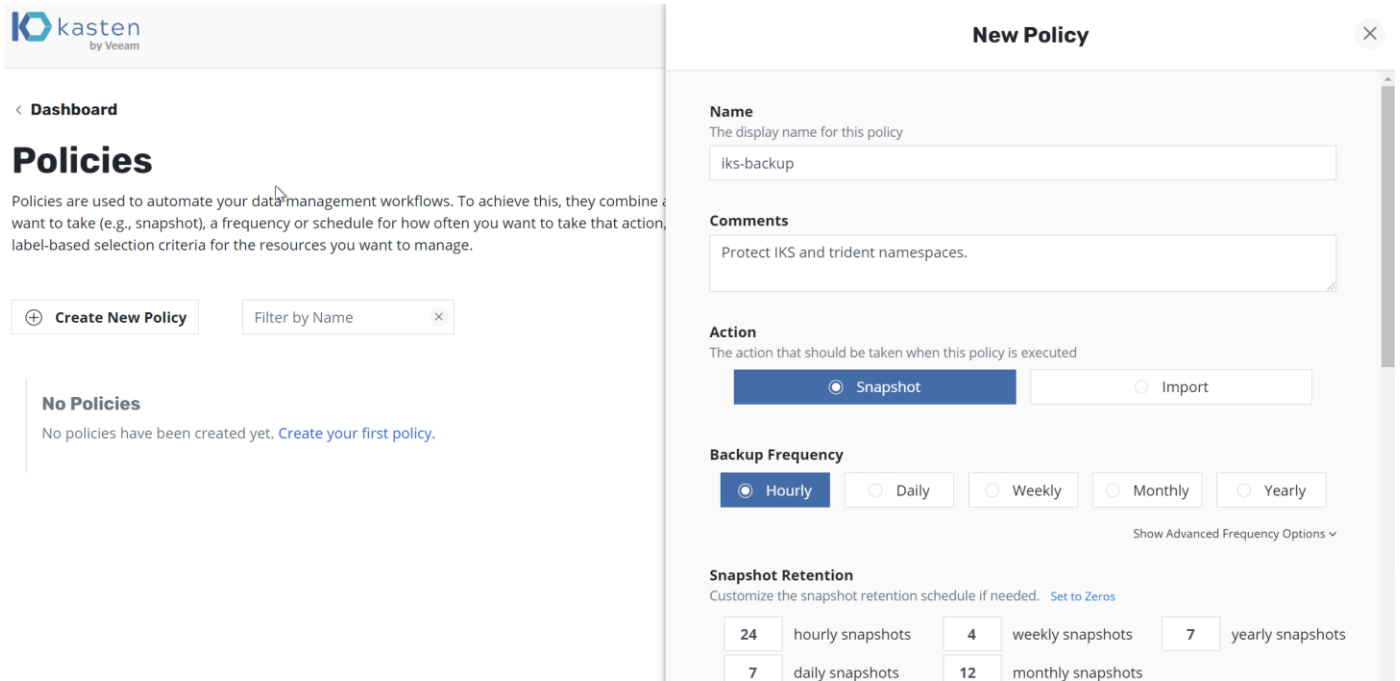 kasten
by Veeam
Dashboard
Policies
Policies are used to automate your data management workflows. To achieve this, they combine
want to take (e.g., snapshot), a frequency or schedule for how often you want to take that action,
label-based selection criteria for the resources you want to manage.
Create New Policy
Filter by Name
No Policies
No policies have been created yet. Create your first policy.
New Policy
Name
The display name for this policy
iks-backup
Comments
Protect IKS and trident namespaces.
Action
The action that should be taken when this policy is executed
Snapshot Import
Backup Frequency
Hourly Daily Weekly Monthly Yearly
Show Advanced Frequency Options
Snapshot Retention
Customize the snapshot retention schedule if needed. Set to Zeros
24 hourly snapshots 4 weekly snapshots 7 yearly snapshots
7 daily snapshots 12 monthly snapshots